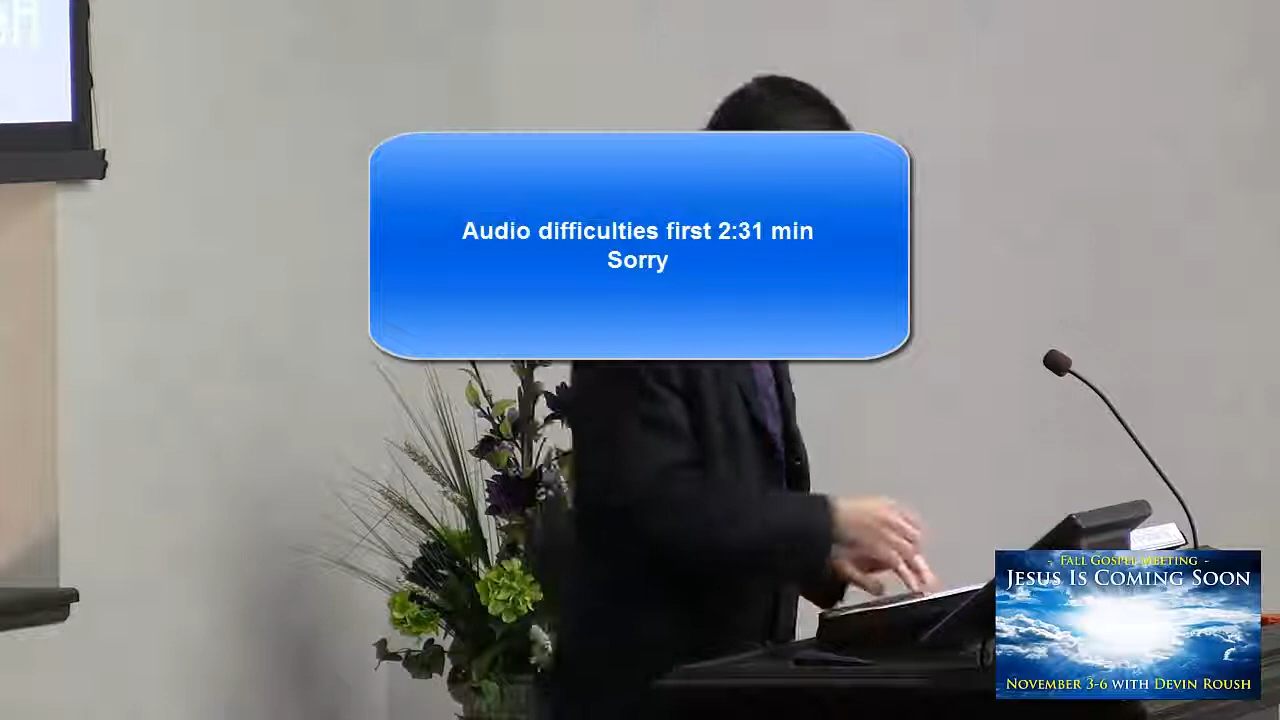 Audio difficulties first 2:31 min
Sorry
- Fall Gospel Meeting -
Jesus Is Coming Soon
November 3-6 with Devin Roush